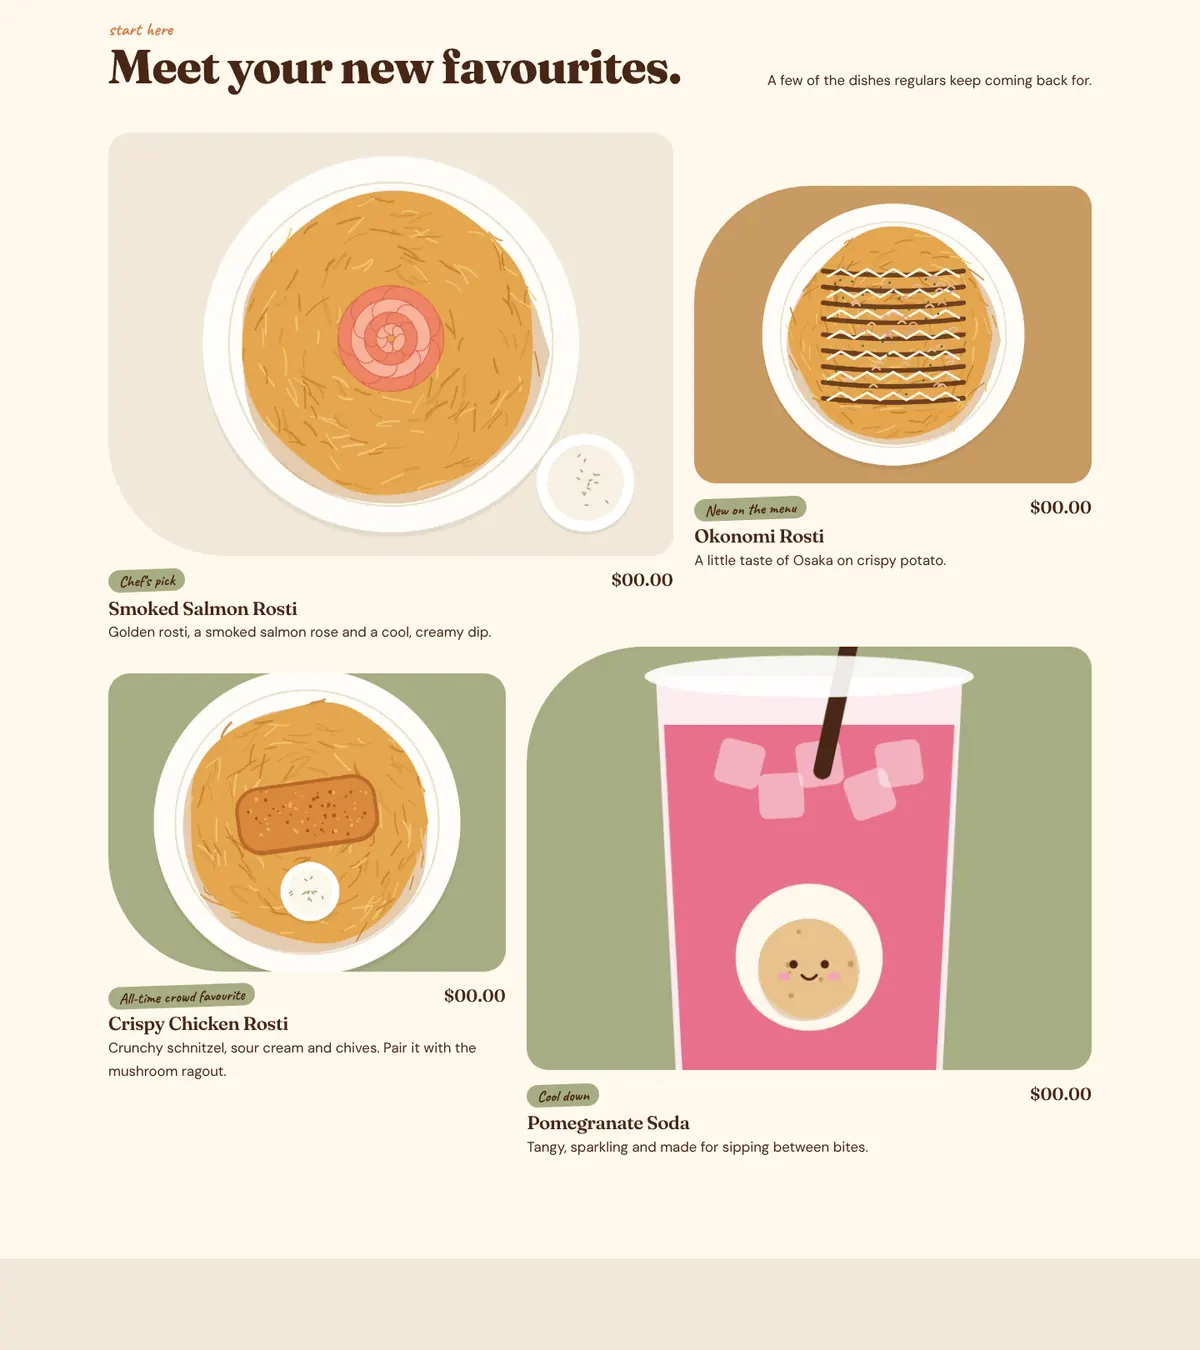 start here
Meet your new favourites.
A few of the dishes regulars keep coming back for.
Chef's pick
$00.00
Smoked Salmon Rosti
Golden rosti, a smoked salmon rose and a cool, creamy dip.
New on the menu
$00.00
Okonomi Rosti
A little taste of Osaka on crispy potato.
All-time crowd favourite
$00.00
Crispy Chicken Rosti
Crunchy schnitzel, sour cream and chives. Pair it with the
mushroom ragout.
Cool down
$00.00
Pomegranate Soda
Tangy, sparkling and made for sipping between bites.